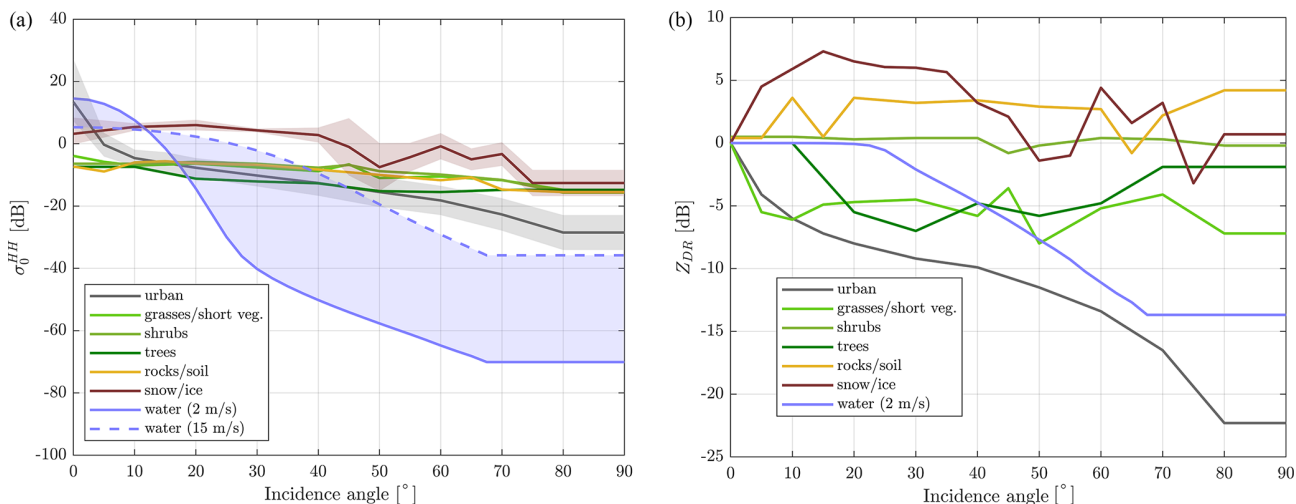 (a)
40
20
0
-20
-40
-60
-80
-100
σ₀ᴴᴴ [dB]
urban
grasses/short veg.
shrubs
trees
rocks/soil
snow/ice
water (2 m/s)
water (15 m/s)
0 10 20 30 40 50 60 70 80 90
Incidence angle [°]
(b)
10
5
0
-5
-10
-15
-20
-25
Z_DR [dB]
urban
grasses/short veg.
shrubs
trees
rocks/soil
snow/ice
water (2 m/s)
0 10 20 30 40 50 60 70 80 90
Incidence angle [°]